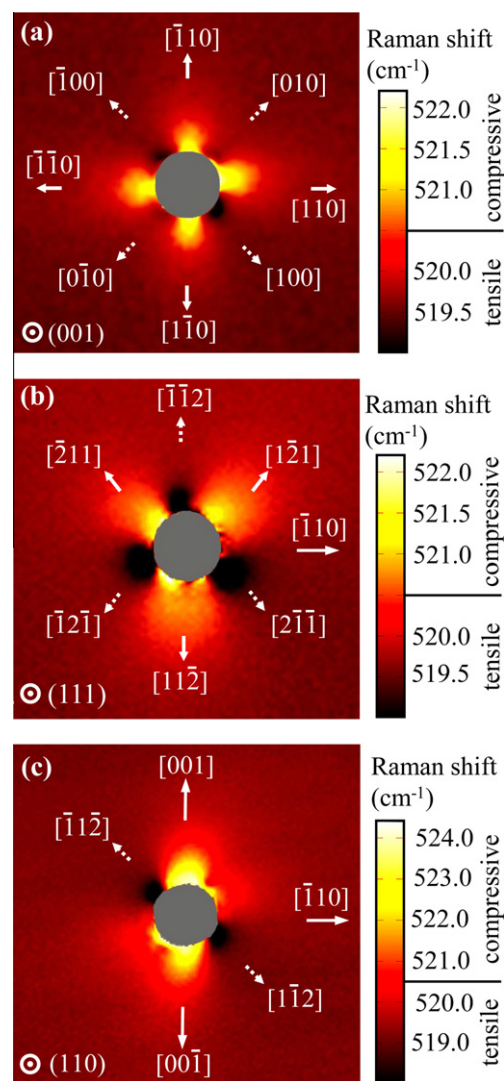 (a)
[1̄10]
[1̄00]
[010]
[1̄1̄0]
[110]
[01̄0]
[100]
[11̄0]
⊙ (001)
Raman shift
(cm⁻¹)
522.0
521.5
521.0
520.0
519.5
compressive
tensile
(b)
[1̄1̄2]
[2̄11]
[12̄1]
[1̄10]
[1̄21̄]
[21̄1̄]
[112̄]
⊙ (111)
Raman shift
(cm⁻¹)
522.0
521.5
521.0
520.0
519.5
compressive
tensile
(c)
[001]
[1̄12̄]
[1̄10]
[11̄2]
[001̄]
⊙ (110)
Raman shift
(cm⁻¹)
524.0
523.0
522.0
521.0
520.0
519.0
compressive
tensile